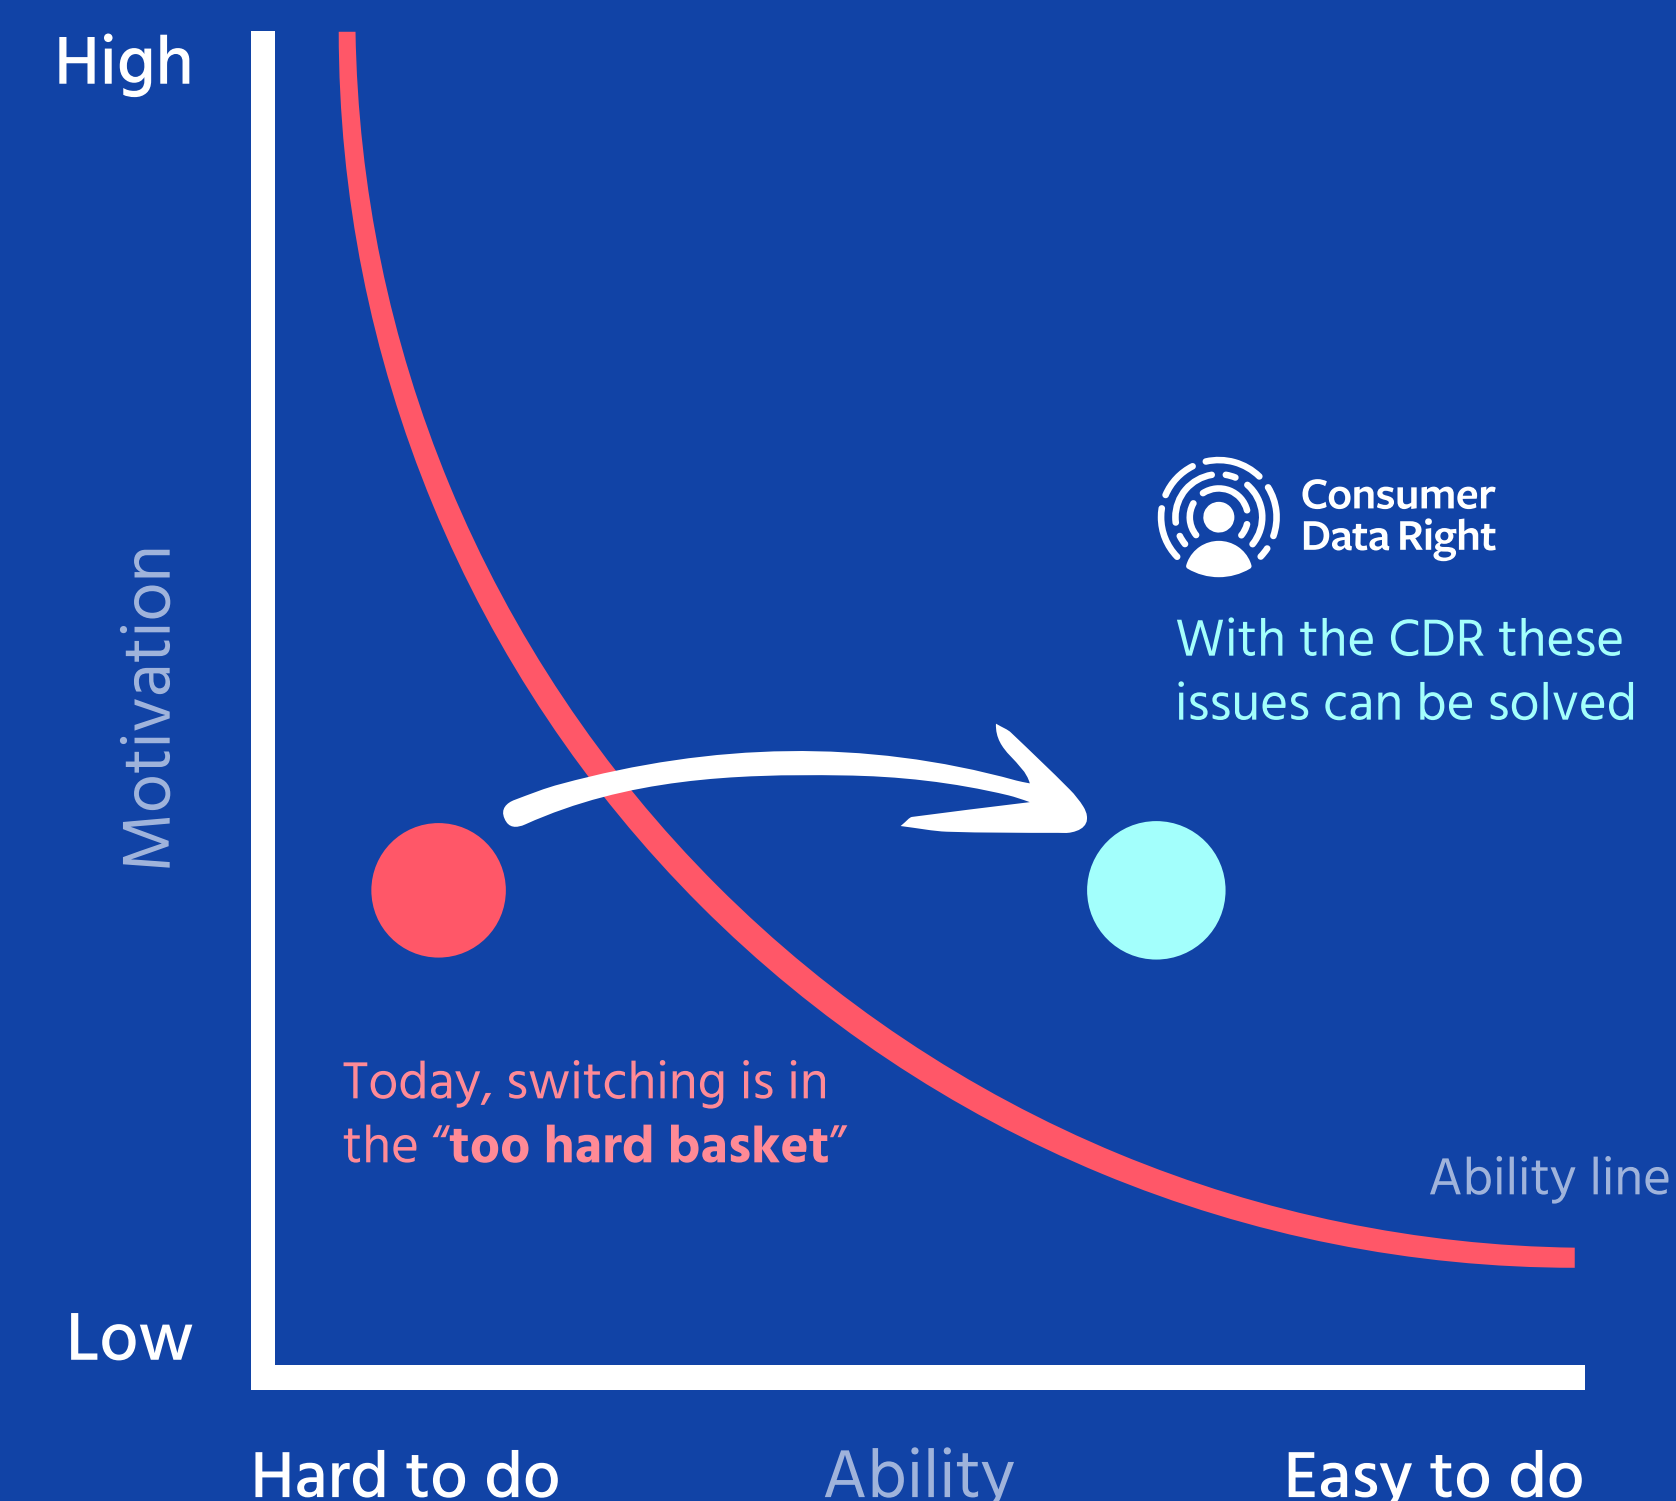 High
Consumer
Data Right
With the CDR these
issues can be solved
Motivation
Today, switching is in
the “too hard basket”
Ability line
Low
Hard to do
Ability
Easy to do